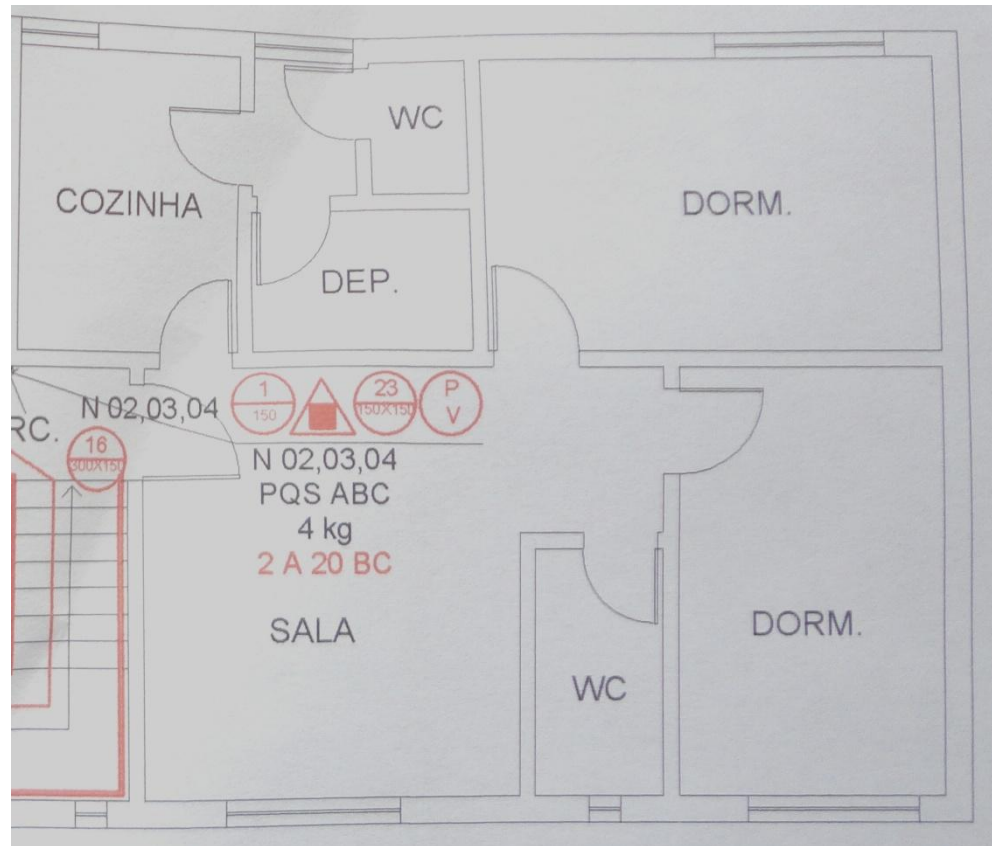 WC
COZINHA
DORM.
DEP.
1
150
23
150X150
P
V
N 02,03,04
RC.
16
300X150
N 02,03,04
PQS ABC
4 kg
2 A 20 BC
SALA
DORM.
WC